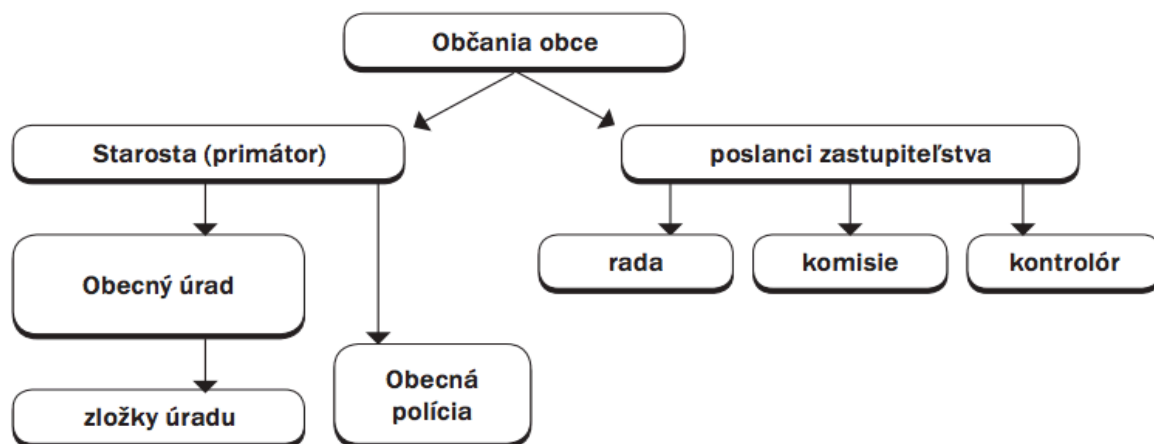 Občania obce
Starosta (primátor)
poslanci zastupiteľstva
Obecný úrad
rada
komisie
kontrolór
Obecná
polícia
zložky úradu